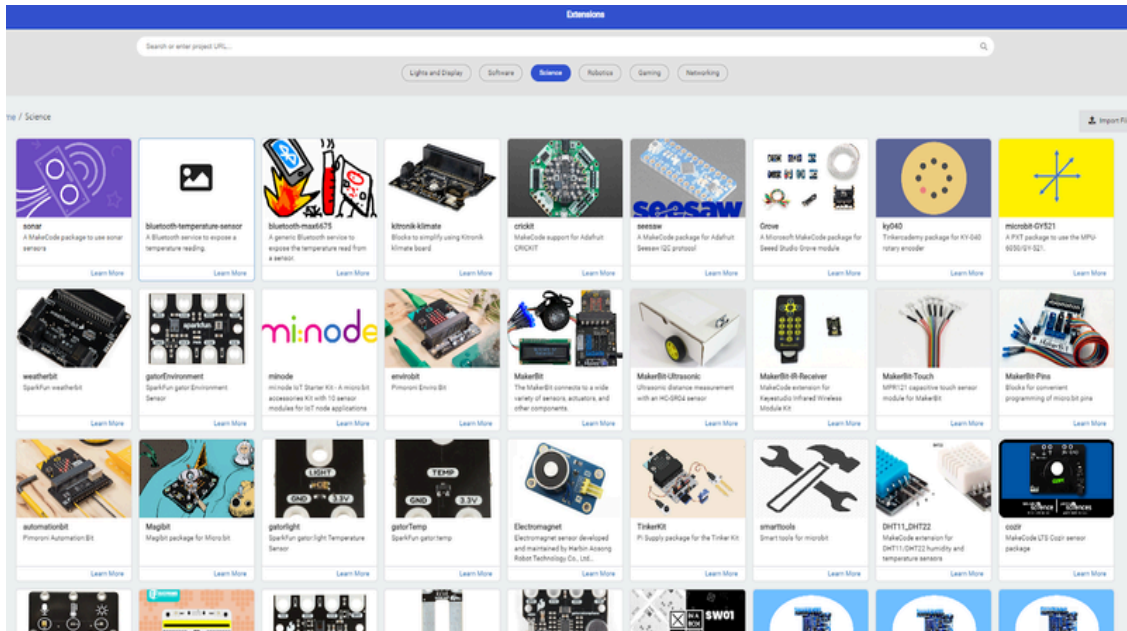 Extensions
Search or enter project URL...
Lights and Display
Software
Science
Robotics
Gaming
Networking
me / Science
Import Fil
seesaw
sonar
A MakeCode package to use sonar
sensors
Learn More
bluetooth-temperature-sensor
A Bluetooth service to expose a
temperature reading.
Learn More
bluetooth-max6675
A generic Bluetooth service to
expose the temperature read from
a sensor.
Learn More
kitronik-klimate
Blocks to simplify using Kitronik
klimate board
Learn More
crickit
MakeCode support for Adafruit
CRICKIT
Learn More
seesaw
A MakeCode package for Adafruit
Seesaw I2C protocol
Learn More
Grove
A Microsoft MakeCode package for
Seeed Studio Grove module
Learn More
ky040
Tinkercademy package for KY-040
rotary encoder
Learn More
microbit-GY521
A PXT package to use the MPU-
6050/GY-521.
Learn More
sparkfun
mi:node
weatherbit
SparkFun weatherbit
Learn More
gatorEnvironment
SparkFun gator:Environment
Sensor
Learn More
minode
mi:node IoT Starter Kit - A micro:bit
accessories Kit with 10 sensor
modules for IoT node applications
Learn More
envirobit
Pimoroni Enviro:Bit
Learn More
MakerBit
The MakerBit connects to a wide
variety of sensors, actuators, and
other components.
Learn More
MakerBit-Ultrasonic
Ultrasonic distance measurement
with an HC-SR04 sensor
Learn More
MakerBit-IR-Receiver
MakeCode extension for
Keyestudio Infrared Wireless
Module Kit
Learn More
MakerBit-Touch
MPR121 capacitive touch sensor
module for MakerBit
Learn More
MakerBit-Pins
Blocks for convenient
programming of micro:bit pins
Learn More
LIGHT
GND
3.3V
TEMP
GND
3.3V
automationbit
Pimoroni Automation:Bit
Learn More
Magibit
Magibit package for Micro:bit
Learn More
gatorlight
SparkFun gator:light Temperature
Sensor
Learn More
gatorTemp
SparkFun gator:temp
Learn More
Electromagnet
Electromagnet sensor developed
and maintained by Harbin Aosong
Robot Technology Co., Ltd..
Learn More
TinkerKit
Pi Supply package for the Tinker Kit
Learn More
smarttools
Smart tools for microbit
Learn More
DHT11_DHT22
MakeCode extension for
DHT11/DHT22 humidity and
temperature sensors
Learn More
cozir
MakeCode LTS Cozir sensor
package
Learn More
IN A
BOX
SW01